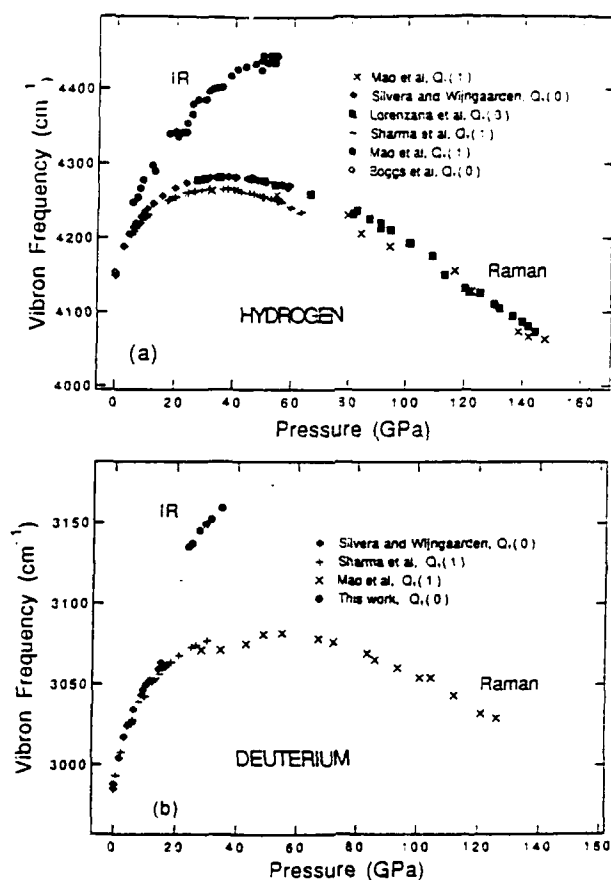 Vibron Frequency (cm⁻¹)
4400
4300
4200
4100
4000
IR
Mao et al, Q₁(1)
Silvera and Wijngaarden, Q₁(0)
Lorenzana et al, Q₁(3)
Sharma et al, Q₁(1)
Mao et al, Q₁(1)
Boggs et al, Q₁(0)
Raman
HYDROGEN
(a)
0 20 40 60 80 100 120 140 160
Pressure (GPa)
Vibron Frequency (cm⁻¹)
3150
3100
3050
3000
IR
Silvera and Wijngaarden, Q₁(0)
Sharma et al, Q₁(1)
Mao et al, Q₁(1)
This work, Q₁(0)
Raman
DEUTERIUM
(b)
0 20 40 60 80 100 120 140 160
Pressure (GPa)